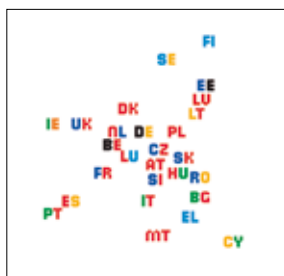 FI
SE
EE
LV
LT
DK
IE UK NL DE PL
BE CZ
LU AT SK
FR SI HU RO
ES IT BG
PT EL
MT CY